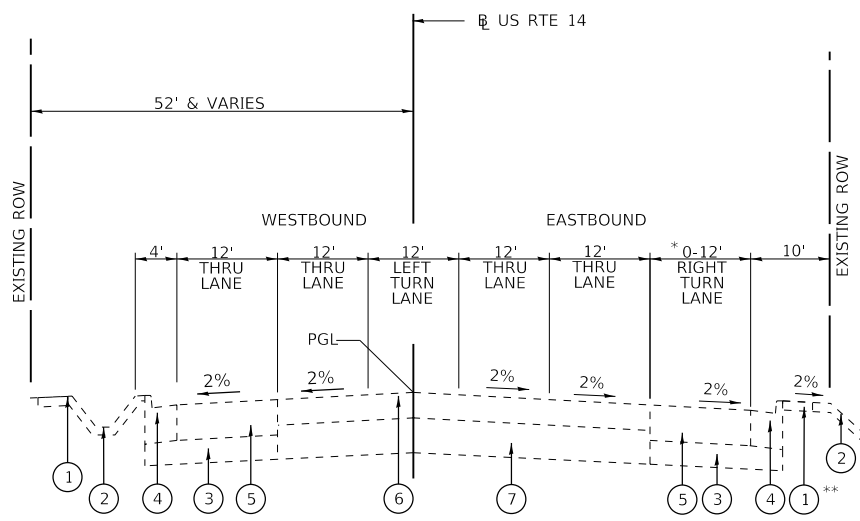 ℄ US RTE 14
52' & VARIES
EXISTING ROW
EXISTING ROW
WESTBOUND
EASTBOUND
4'
12'
THRU
LANE
12'
THRU
LANE
12'
LEFT
TURN
LANE
12'
THRU
LANE
12'
THRU
LANE
*0-12'
RIGHT
TURN
LANE
10'
PGL
2%
2%
2%
2%
2%
2%
1
2
4
3
5
6
7
5
3
4
1
**
2